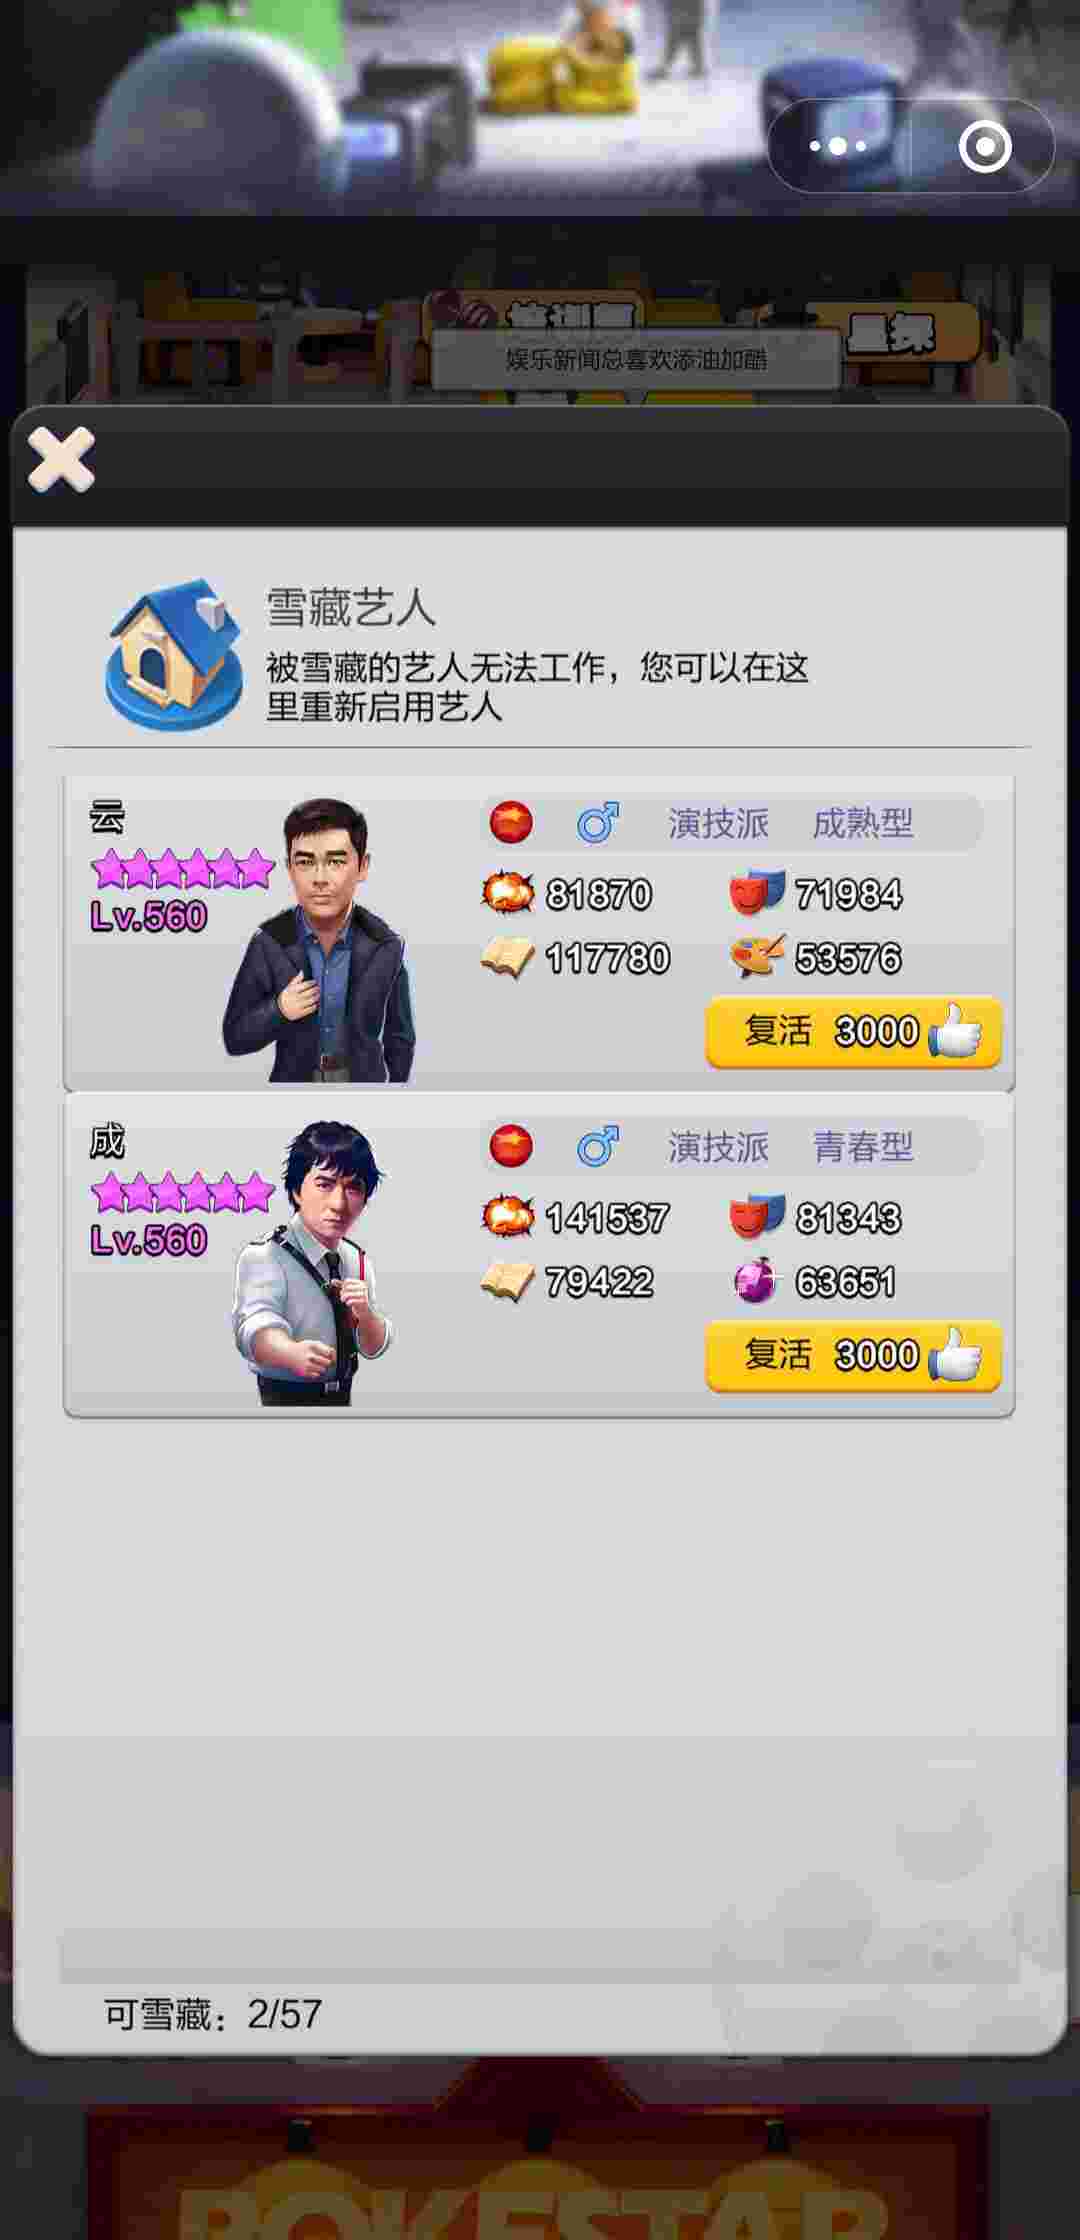 星探
娱乐新闻总喜欢添油加醋
雪藏艺人
被雪藏的艺人无法工作，您可以在这
里重新启用艺人
云
演技派 成熟型
Lv.560
81870 71984
117780 53576
复活 3000
成
演技派 青春型
Lv.560
141537 81343
79422 63651
复活 3000
可雪藏：2/57
POKESTAR